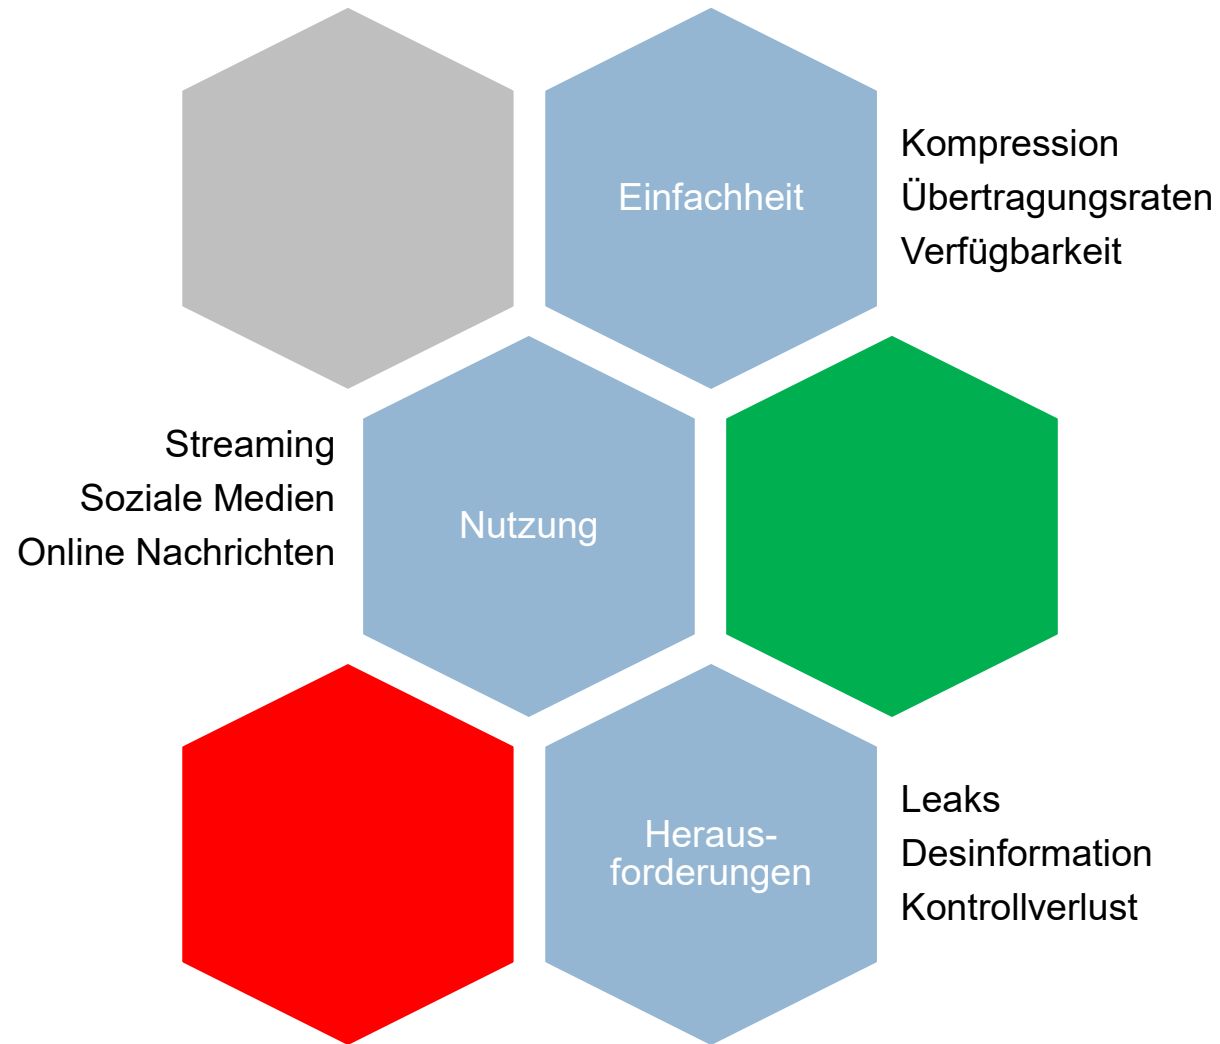 Einfachheit
Kompression
Übertragungsraten
Verfügbarkeit
Streaming
Soziale Medien
Online Nachrichten
Nutzung
Heraus-
forderungen
Leaks
Desinformation
Kontrollverlust